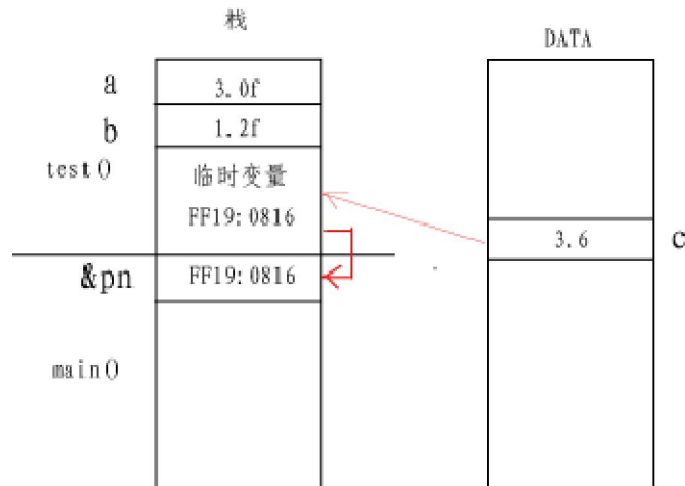 栈
DATA
a
3.0f
b
1.2f
test()
临时变量
FF19:0816
3.6
c
&pn
FF19:0816
main()